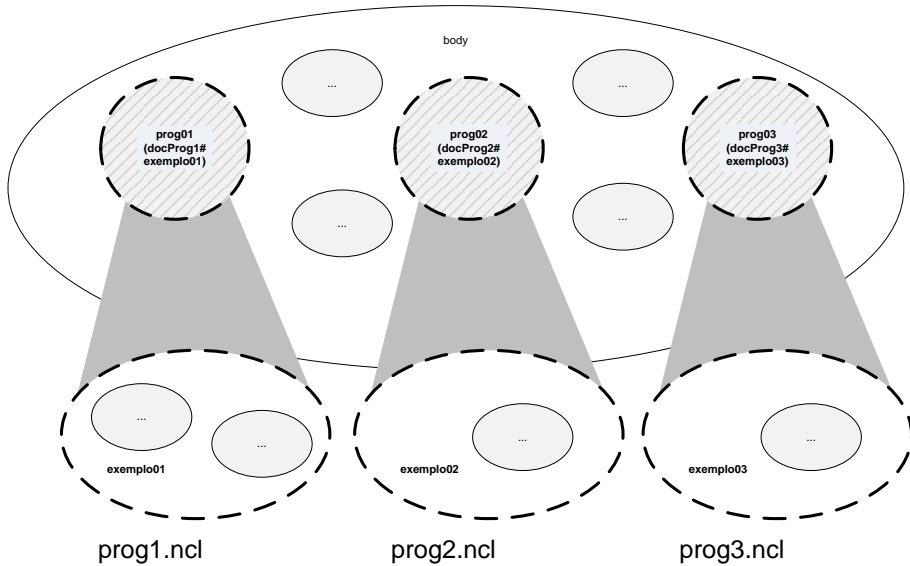 body
...
...
prog01
(docProg1#
exemplo01)
prog02
(docProg2#
exemplo02)
prog03
(docProg3#
exemplo03)
...
...
...
...
...
...
exemplo01
exemplo02
exemplo03
prog1.ncl
prog2.ncl
prog3.ncl